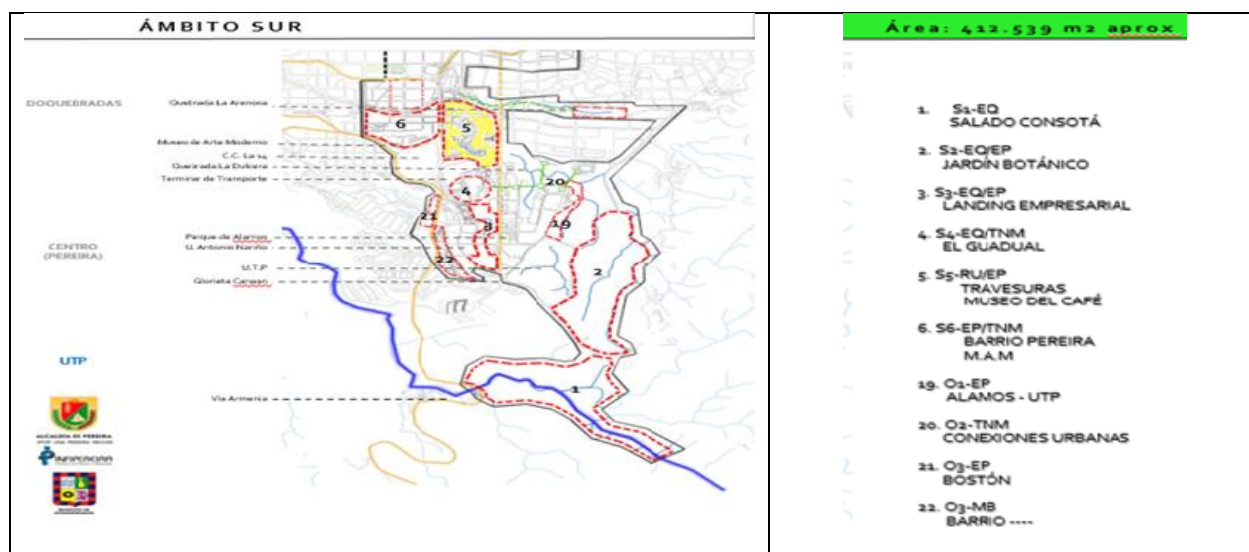 ÁMBITO SUR
DOQUEBRADAS
CENTRO
(PEREIRA)
UTP
ALCALDÍA DE PEREIRA
INFIPEREIRA
Quebrada La Arenosa
Museo de Arte Moderno
C.C. La 14
Quebrada La Dulcera
Terminar de Transporte
Parque de Alamos
U. Antonio Nariño
U.T.P
Glorieta Canaan
Via Armenia
6
5
4
20
21
3
19
22
2
1
Área: 412.539 m2 aprox
1. S1-EQ
SALADO CONSOTÁ
2. S2-EQ/EP
JARDÍN BOTÁNICO
3. S3-EQ/EP
LANDING EMPRESARIAL
4. S4-EQ/TNM
EL GUADUAL
5. S5-RU/EP
TRAVESURAS
MUSEO DEL CAFÉ
6. S6-EP/TNM
BARRIO PEREIRA
M.A.M
19. O1-EP
ALAMOS - UTP
20. O2-TNM
CONEXIONES URBANAS
21. O3-EP
BOSTÓN
22. O3-MB
BARRIO ----